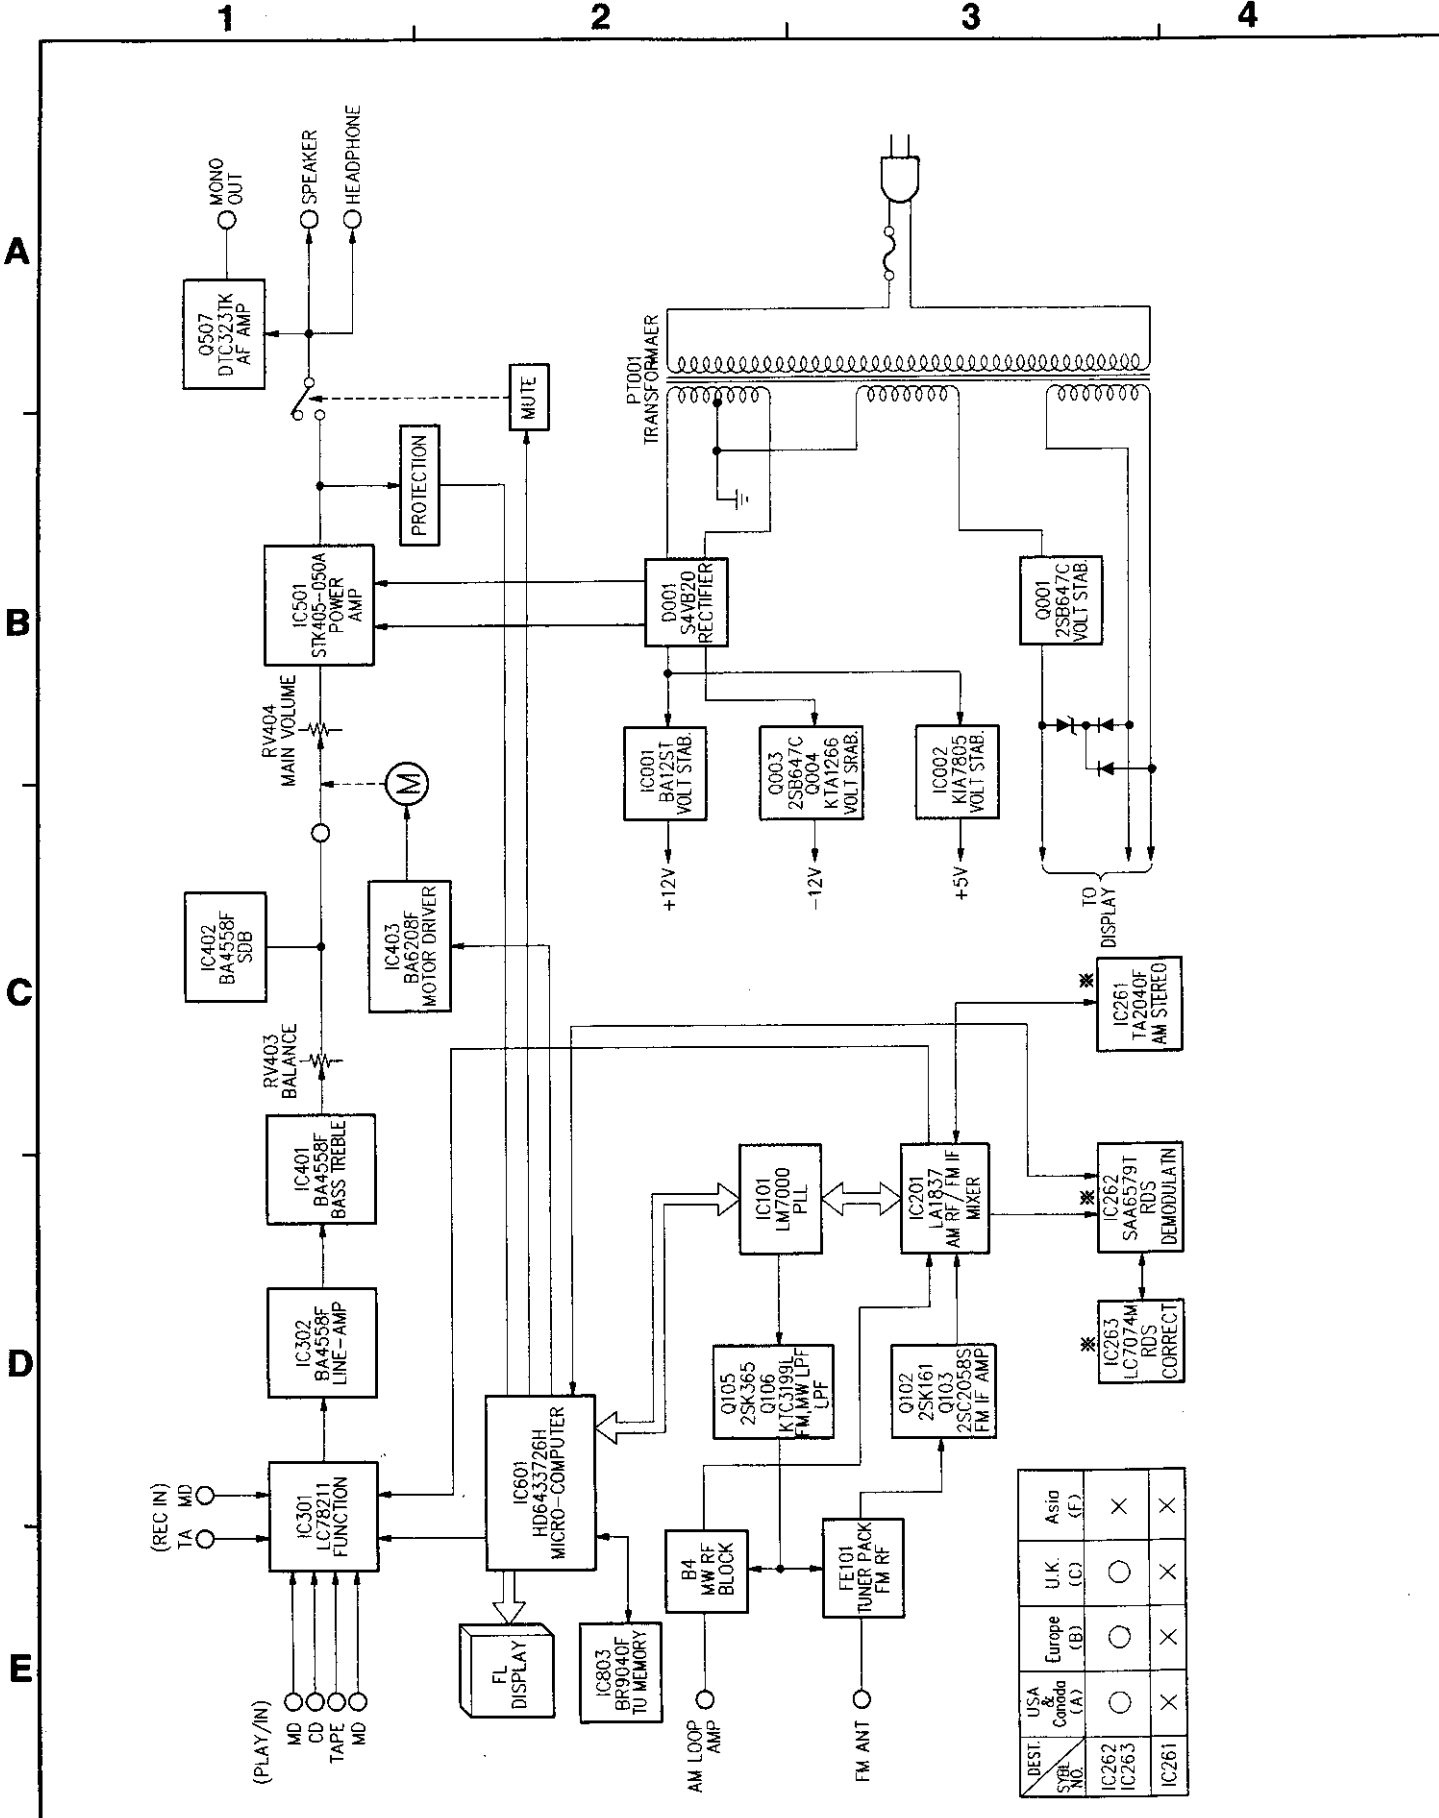 1
2
3
4
A
B
C
D
E
MONO
OUT
SPEAKER
HEADPHONE
Q507
DTC323TK
AF AMP
MUTE
PROTECTION
IC501
STK405-050A
POWER
AMP
RV404
MAIN VOLUME
M
IC402
BA4558F
SDB
IC403
BA6208F
MOTOR DRIVER
RV403
BALANCE
IC401
BA4558F
BASS TREBLE
IC302
BA4558F
LINE-AMP
(REC IN)
TA
MD
IC301
LC78211
FUNCTION
(PLAY/IN)
MD
CD
TAPE
MD
PT001
TRANSFORMAER
D001
S4VB20
RECTIFIER
Q001
2SB647C
VOLT STAB.
IC001
BA12ST
VOLT STAB.
Q003
2SB647C
Q004
KTA1266
VOLT SRAB.
IC002
KIA7805
VOLT STAB.
+12V
-12V
+5V
TO
DISPLAY
※
IC261
TA2040F
AM STEREO
IC101
LM7000
PLL
IC201
LA1837
AM RF/FM IF
MIXER
※
IC262
SAA6579T
RDS
DEMODULATN
※
IC263
LC7074M
RDS
CORRECT
Q105
2SK365
Q106
KTC3199L
FM,MW LPF
LPF
Q102
2SK161
Q103
2SC2058S
FM IF AMP
IC601
HD6433726H
MICRO-COMPUTER
FL
DISPLAY
IC803
BR9040F
TU MEMORY
B4
MW RF
BLOCK
FE101
TUNER PACK
FM RF
AM LOOP
AMP
FM ANT
DEST.
SYBL
NO.
USA
&
Canada
(A)
Europe
(B)
U.K.
(C)
Asia
(F)
IC262
IC263
○ ○ ○ ×
IC261
× × × ×